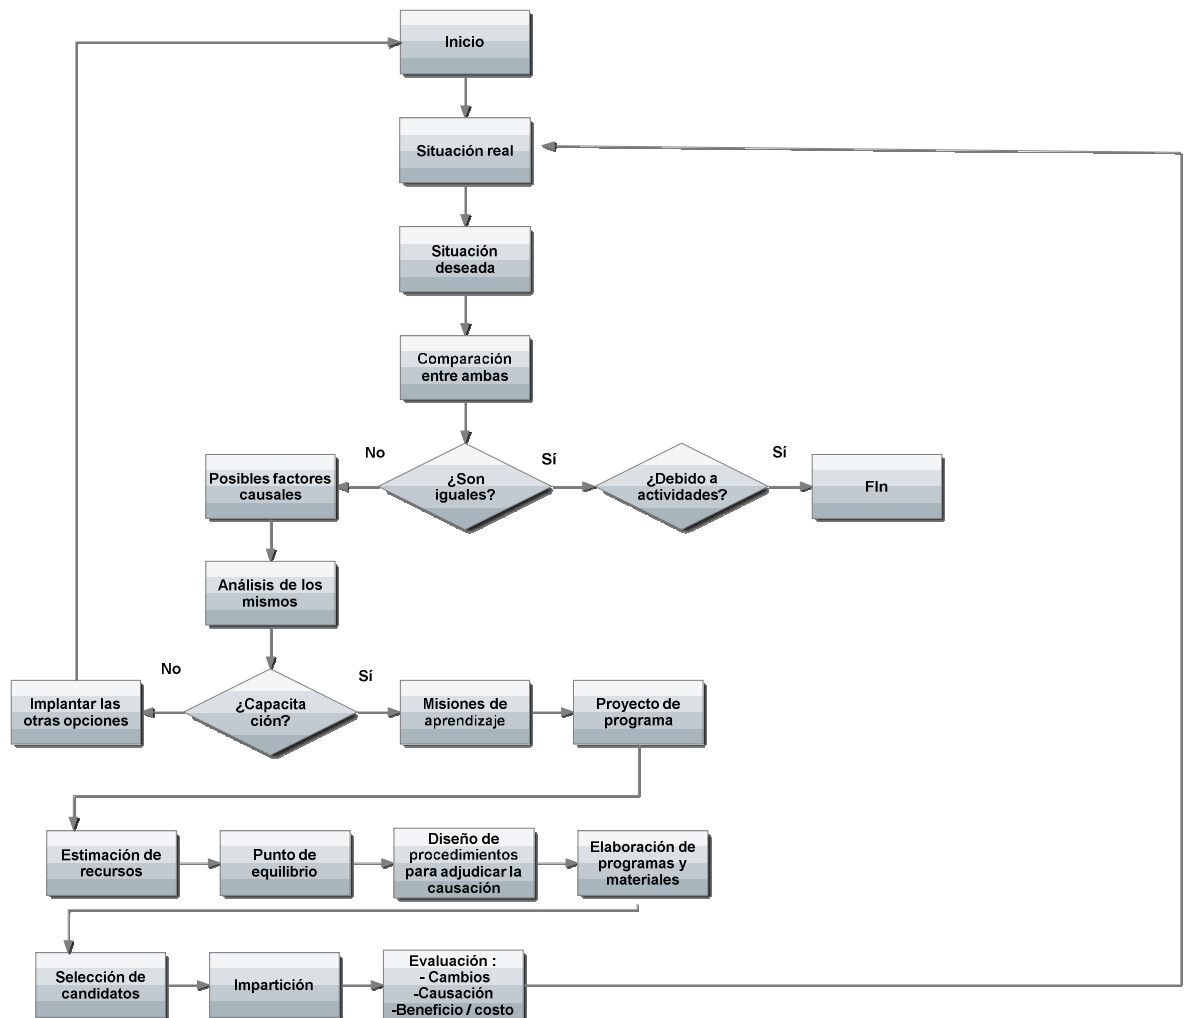 Inicio
Situación real
Situación
deseada
Comparación
entre ambas
No
¿Son
iguales?
Sí
¿Debido a
actividades?
Sí
FIn
Posibles factores
causales
Análisis de los
mismos
No
¿Capacita
ción?
Sí
Implantar las
otras opciones
Misiones de
aprendizaje
Proyecto de
programa
Estimación de
recursos
Punto de
equilibrio
Diseño de
procedimientos
para adjudicar la
causación
Elaboración de
programas y
materiales
Selección de
candidatos
Impartición
Evaluación :
- Cambios
-Causación
-Beneficio / costo